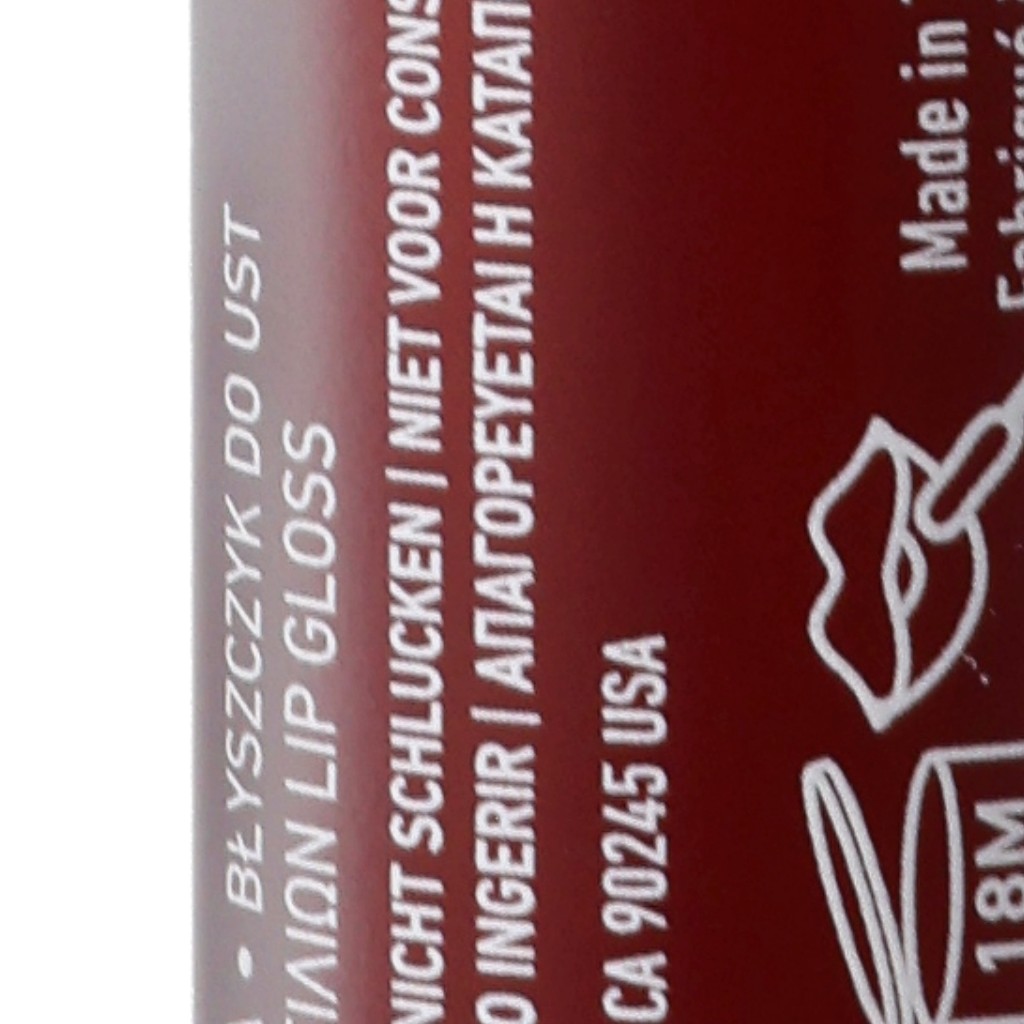 • BŁYSZCZYK DO UST
ΙΛΙΩΝ LIP GLOSS
NICHT SCHLUCKEN | NIET VOOR CONS
O INGERIR | ΑΠΑΓΟΡΕΥΕΤΑΙ Η ΚΑΤΑΠ
CA 90245 USA
Made in
18M